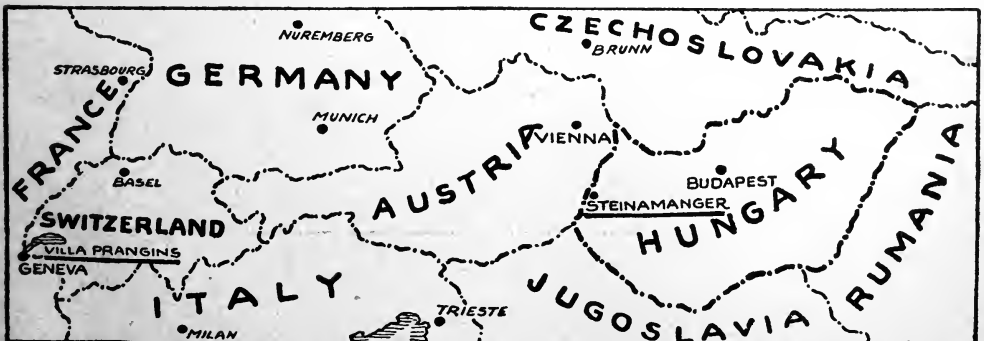 CZECHOSLOVAKIA
NUREMBERG
BRUNN
STRASBOURG
GERMANY
FRANCE
MUNICH
VIENNA
AUSTRIA
BASEL
BUDAPEST
STEINAMANGER
HUNGARY
RUMANIA
SWITZERLAND
VILLA PRANGINS
GENEVA
ITALY
TRIESTE
JUGOSLAVIA
MILAN